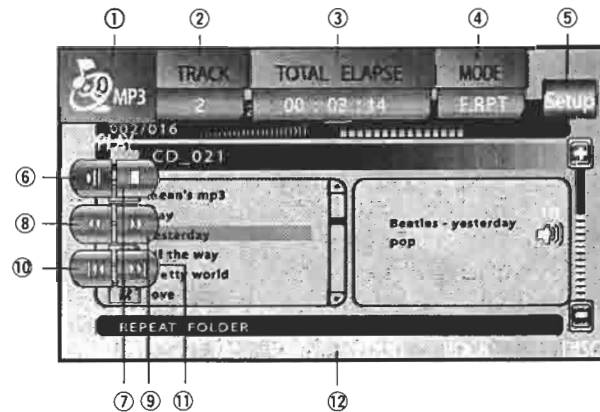 ① ② ③ ④ ⑤
TRACK TOTAL ELAPSE MODE
MP3 2 00 : 02 : 14 F.RPT Setup
002/016
PLAY
CD_021
⑥
ean's mp3
⑧ ay
esterday
Beatles - yesterday
pop
the way
⑩ etty world
ove
REPEAT FOLDER
⑦ ⑨ ⑪ ⑫